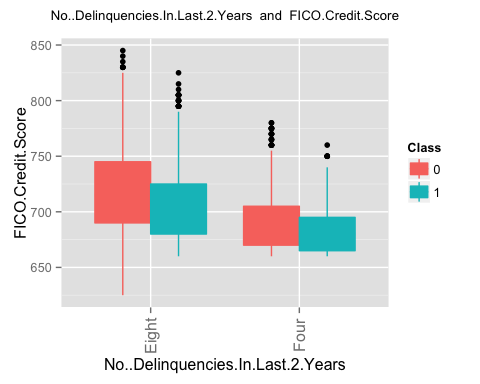 No..Delinquencies.In.Last.2.Years and FICO.Credit.Score
850
800
750
700
650
FICO.Credit.Score
Eight
Four
No..Delinquencies.In.Last.2.Years
Class
0
1